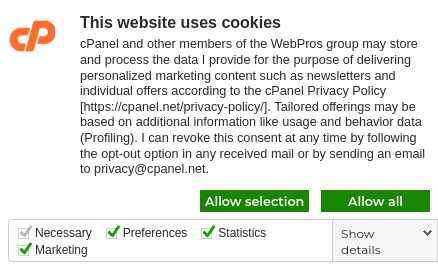 cP
This website uses cookies
cPanel and other members of the WebPros group may store
and process the data I provide for the purpose of delivering
personalized marketing content such as newsletters and
individual offers according to the cPanel Privacy Policy
[https://cpanel.net/privacy-policy/]. Tailored offerings may be
based on additional information like usage and behavior data
(Profiling). I can revoke this consent at any time by following
the opt-out option in any received mail or by sending an email
to privacy@cpanel.net.
Allow selection
Allow all
Necessary
Preferences
Statistics
Marketing
Show
details